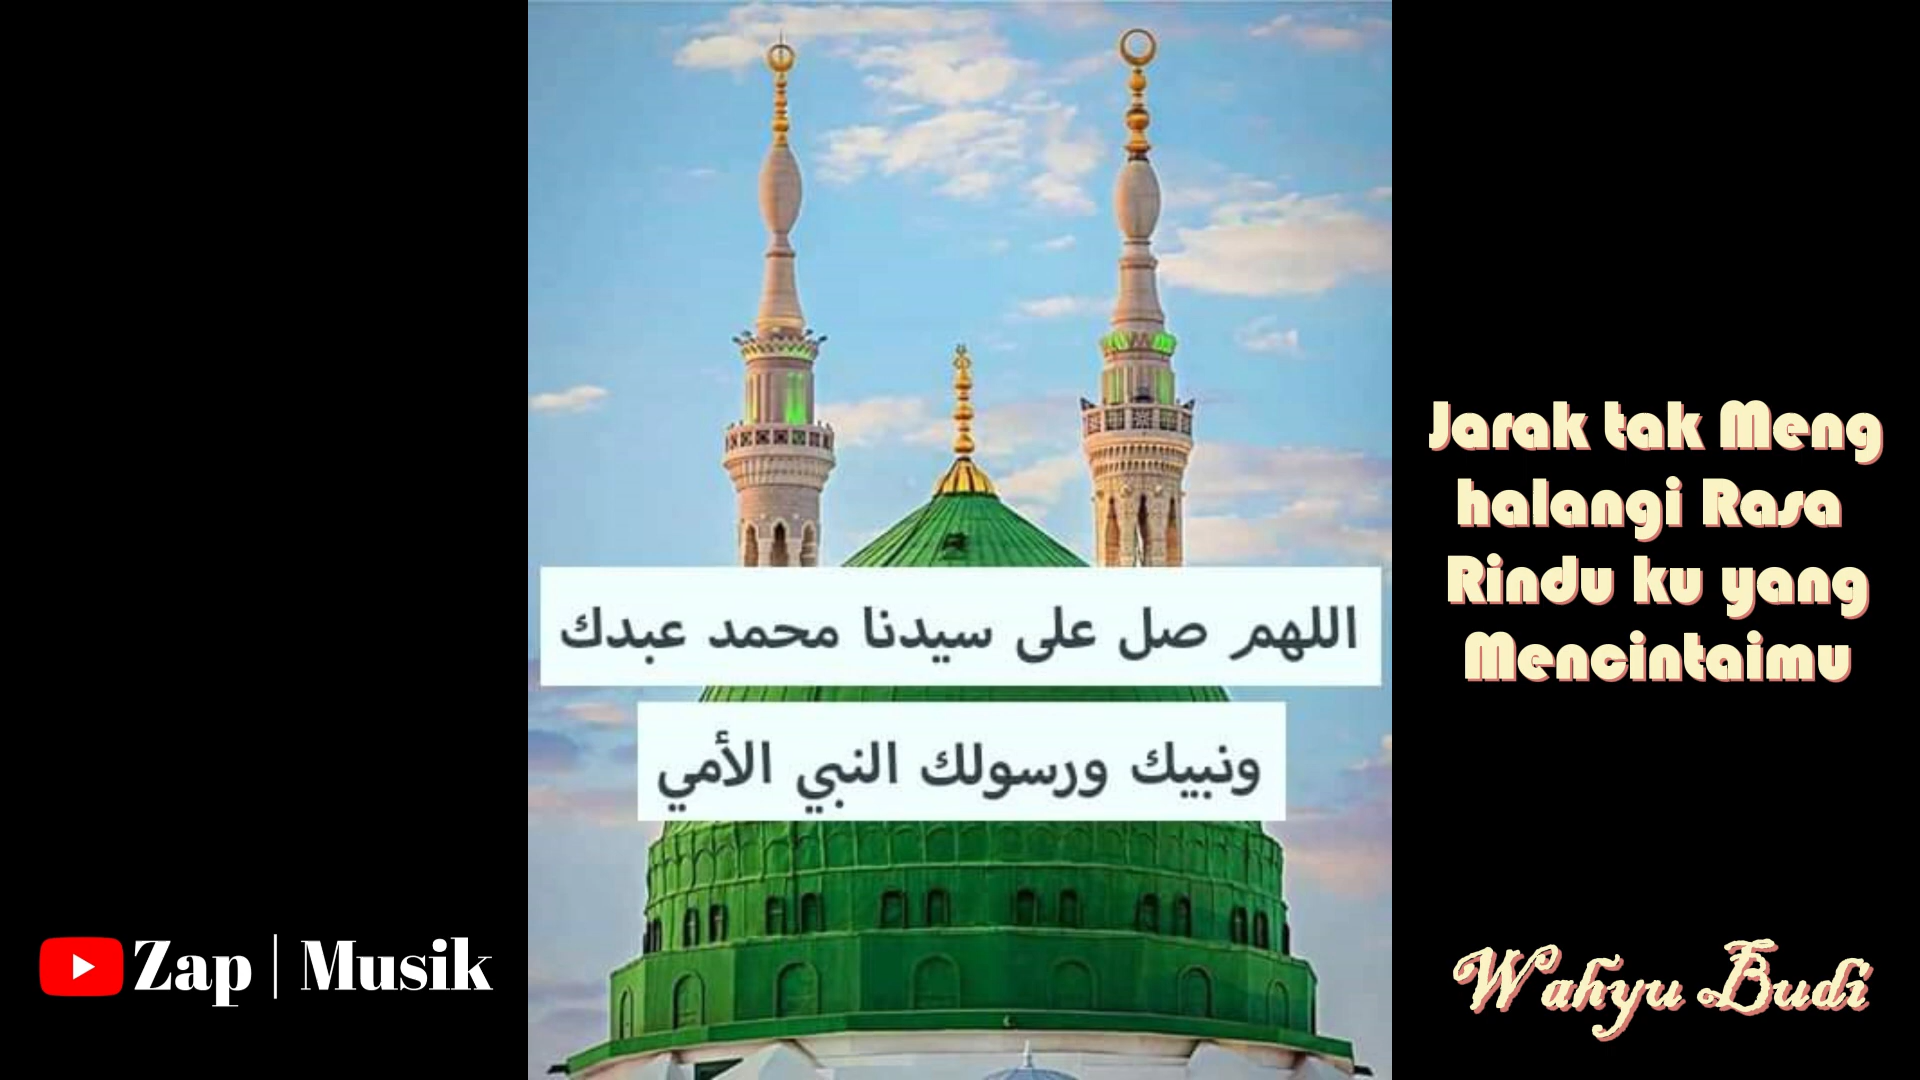 اللهم صل على سيدنا محمد عبدك
ونبيك ورسولك النبي الأمي
Jarak tak Meng
halangi Rasa
Rindu ku yang
Mencintaimu
Zap | Musik
Wahyu Budi